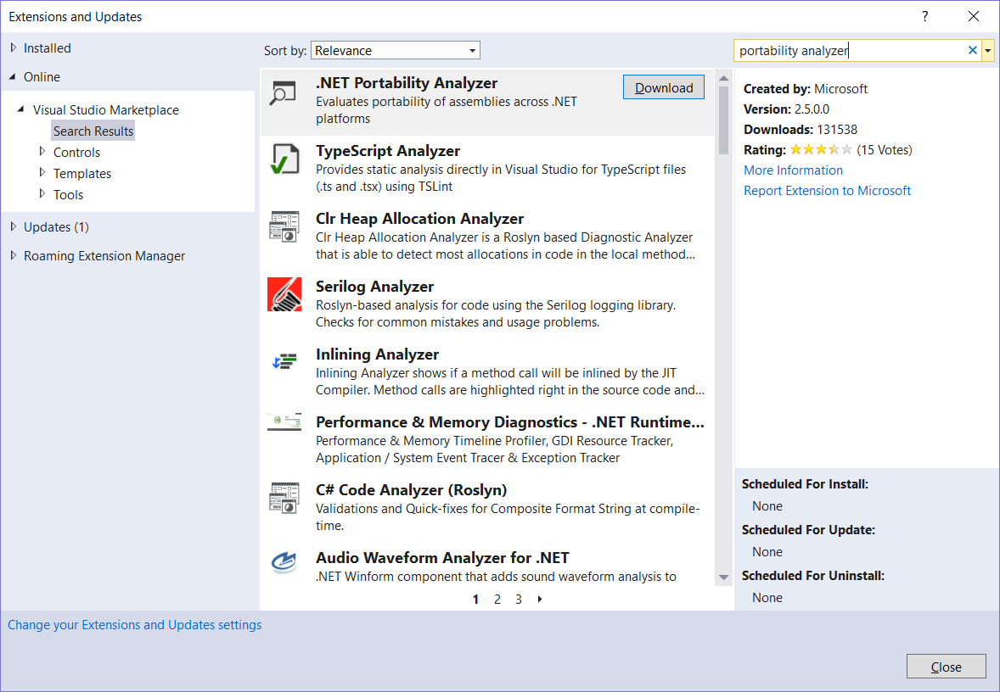 Extensions and Updates
?
Installed
Online
Visual Studio Marketplace
Search Results
Controls
Templates
Tools
Updates (1)
Roaming Extension Manager
Sort by: Relevance
.NET Portability Analyzer
Evaluates portability of assemblies across .NET
platforms
Download
TypeScript Analyzer
Provides static analysis directly in Visual Studio for TypeScript files
(.ts and .tsx) using TSLint
Clr Heap Allocation Analyzer
Clr Heap Allocation Analyzer is a Roslyn based Diagnostic Analyzer
that is able to detect most allocations in code in the local method...
Serilog Analyzer
Roslyn-based analysis for code using the Serilog logging library.
Checks for common mistakes and usage problems.
Inlining Analyzer
Inlining Analyzer shows if a method call will be inlined by the JIT
Compiler. Method calls are highlighted right in the source code and...
Performance & Memory Diagnostics - .NET Runtime...
Performance & Memory Timeline Profiler, GDI Resource Tracker,
Application / System Event Tracer & Exception Tracker
C# Code Analyzer (Roslyn)
Validations and Quick-fixes for Composite Format String at compile-
time.
Audio Waveform Analyzer for .NET
.NET Winform component that adds sound waveform analysis to
1 2 3
portability analyzer
Created by: Microsoft
Version: 2.5.0.0
Downloads: 131538
Rating: (15 Votes)
More Information
Report Extension to Microsoft
Scheduled For Install:
None
Scheduled For Update:
None
Scheduled For Uninstall:
None
Change your Extensions and Updates settings
Close